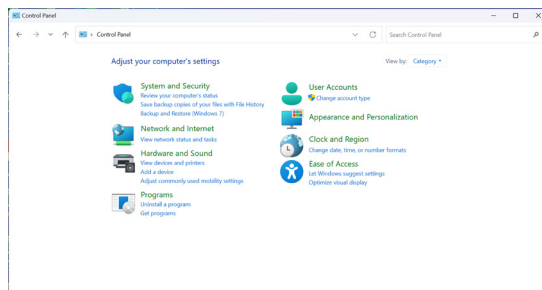 Control Panel
Control Panel
Search Control Panel
Adjust your computer's settings
View by: Category
System and Security
Review your computer's status
Save backup copies of your files with File History
Backup and Restore (Windows 7)
Network and Internet
View network status and tasks
Hardware and Sound
View devices and printers
Add a device
Adjust commonly used mobility settings
Programs
Uninstall a program
Get programs
User Accounts
Change account type
Appearance and Personalization
Clock and Region
Change date, time, or number formats
Ease of Access
Let Windows suggest settings
Optimize visual display